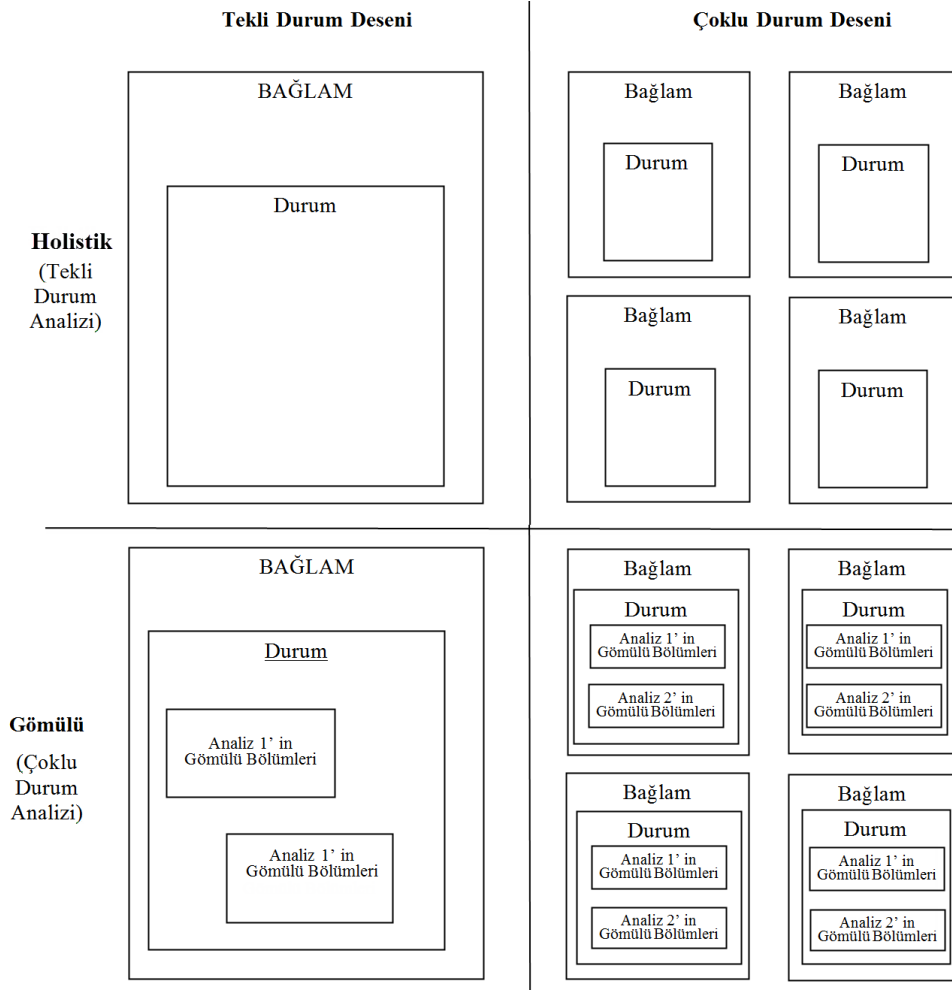 Tekli Durum Deseni
Çoklu Durum Deseni
Holistik
(Tekli
Durum
Analizi)
BAĞLAM
Durum
Bağlam
Durum
Bağlam
Durum
Bağlam
Durum
Bağlam
Durum
Gömülü
(Çoklu
Durum
Analizi)
BAĞLAM
Durum
Analiz 1’ in
Gömülü Bölümleri
Analiz 1’ in
Gömülü Bölümleri
Bağlam
Durum
Analiz 1’ in
Gömülü Bölümleri
Analiz 2’ in
Gömülü Bölümleri
Bağlam
Durum
Analiz 1’ in
Gömülü Bölümleri
Analiz 2’ in
Gömülü Bölümleri
Bağlam
Durum
Analiz 1’ in
Gömülü Bölümleri
Analiz 2’ in
Gömülü Bölümleri
Bağlam
Durum
Analiz 1’ in
Gömülü Bölümleri
Analiz 2’ in
Gömülü Bölümleri